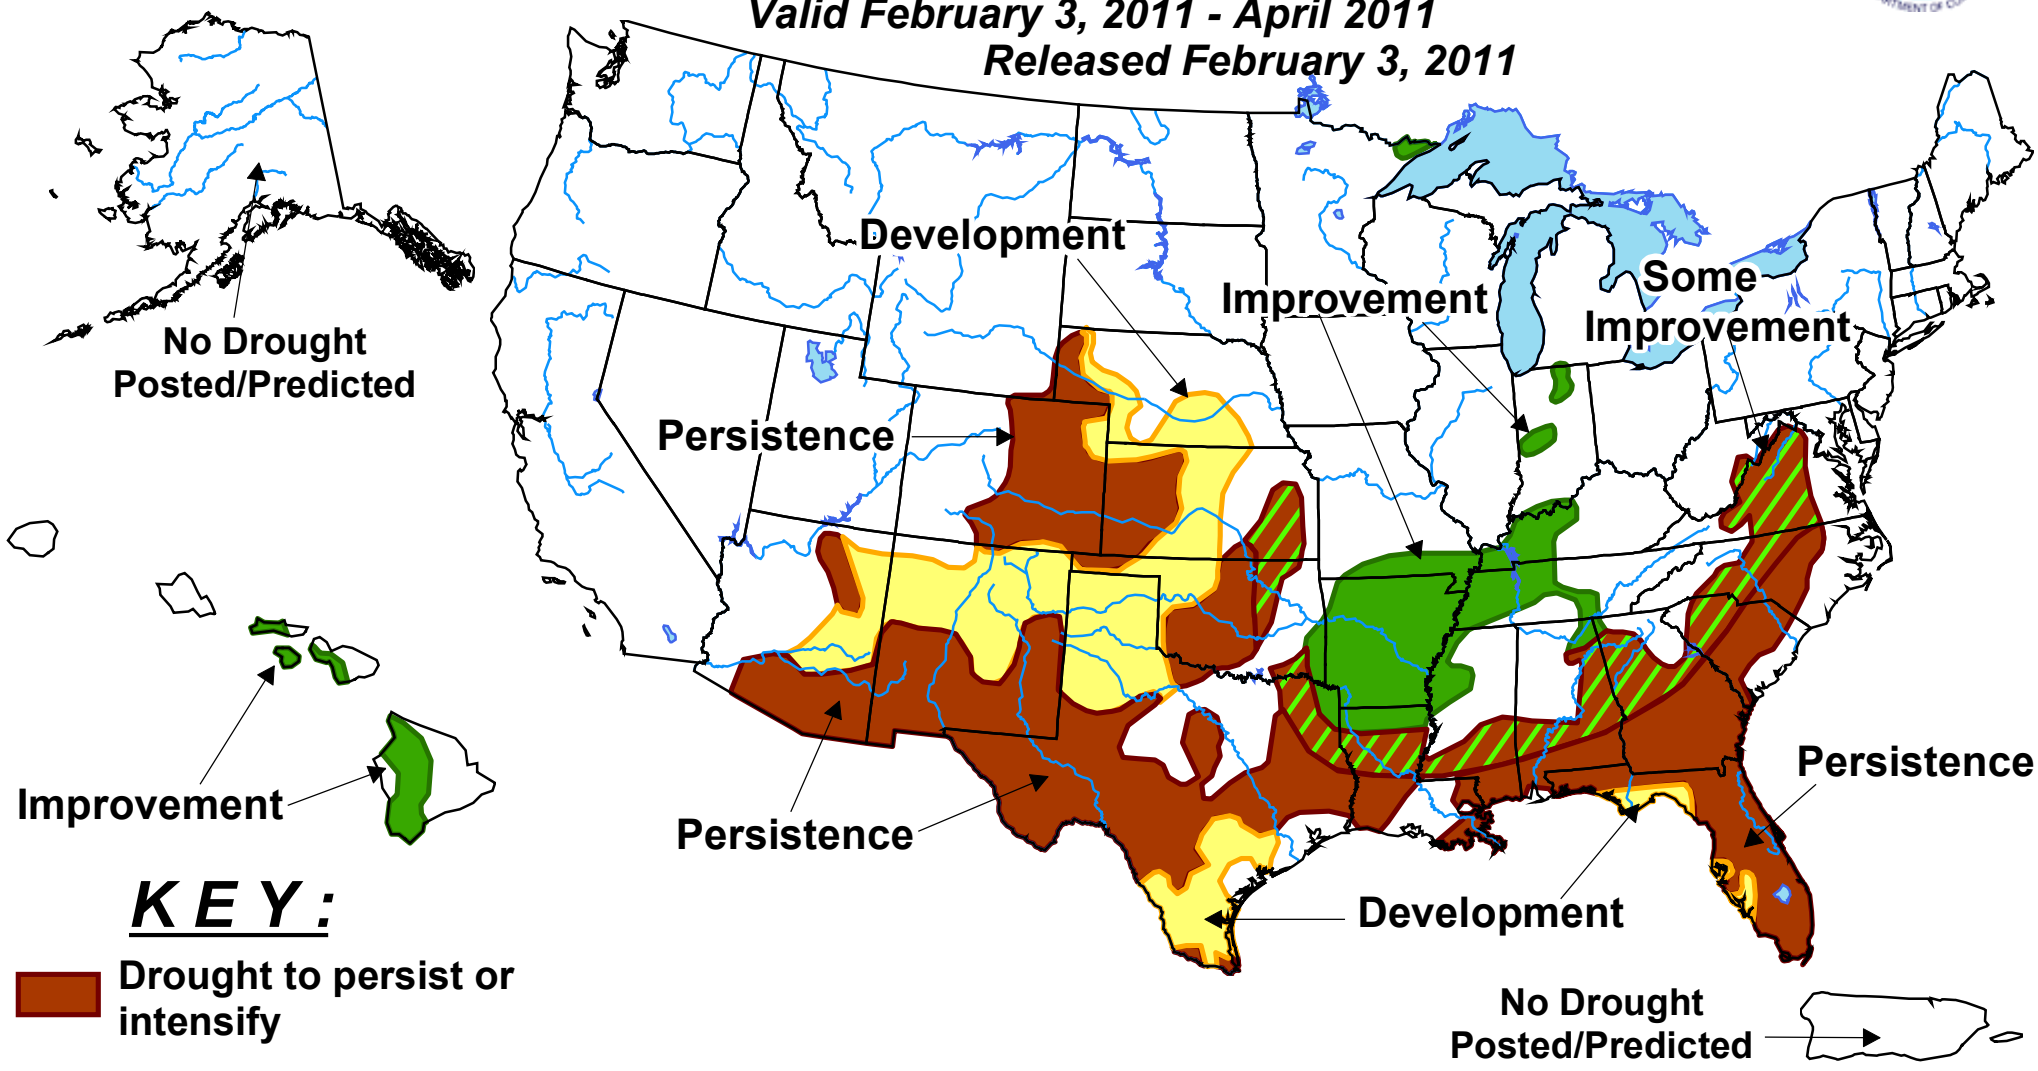 Valid February 3, 2011 - April 2011
Released February 3, 2011
Development
Improvement
Some
Improvement
No Drought
Posted/Predicted
Persistence
Improvement
Persistence
Persistence
Development
KEY:
Drought to persist or
intensify
No Drought
Posted/Predicted